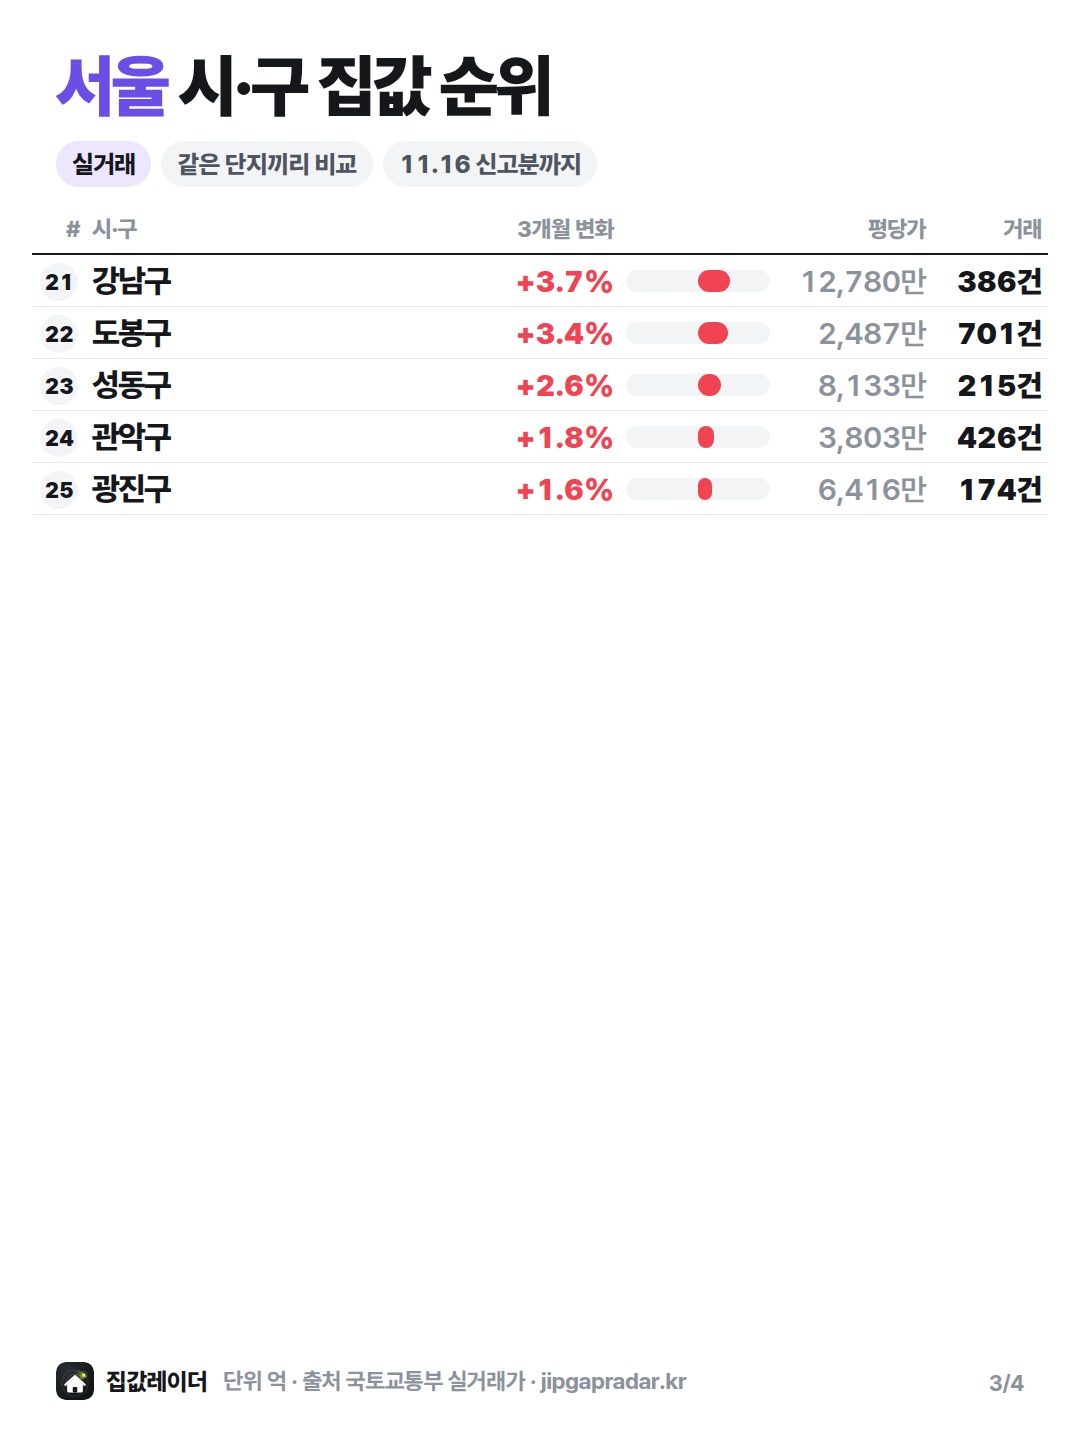 서울 시·구 집값 순위
실거래 같은 단지끼리 비교 11.16 신고분까지
# 시·구 3개월 변화 평당가 거래
21 강남구 +3.7% 12,780만 386건
22 도봉구 +3.4% 2,487만 701건
23 성동구 +2.6% 8,133만 215건
24 관악구 +1.8% 3,803만 426건
25 광진구 +1.6% 6,416만 174건
집값레이더 단위 억 · 출처 국토교통부 실거래가 · jipgapradar.kr 3/4